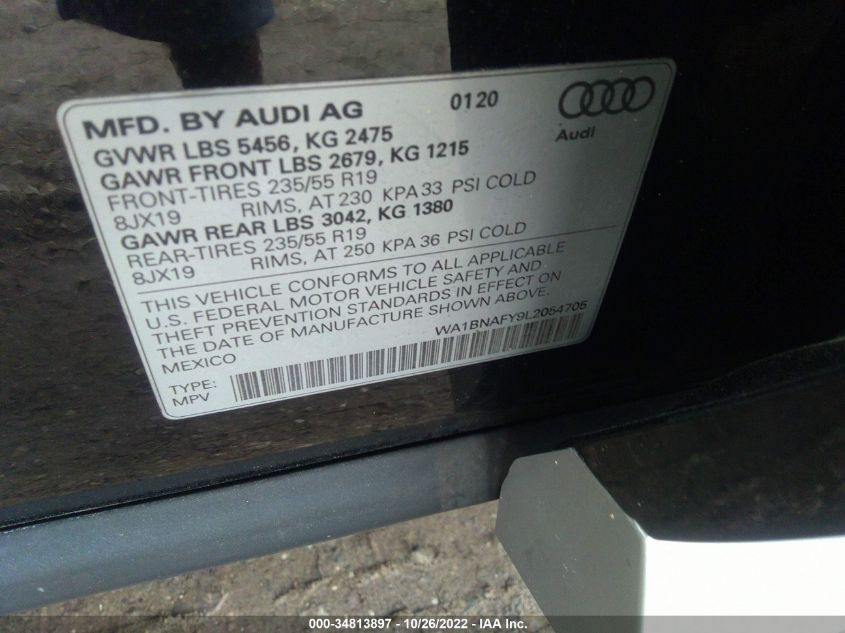 MFD. BY AUDI AG 0120
Audi
GVWR LBS 5456, KG 2475
GAWR FRONT LBS 2679, KG 1215
FRONT-TIRES 235/55 R19
8JX19 RIMS, AT 230 KPA 33 PSI COLD
GAWR REAR LBS 3042, KG 1380
REAR-TIRES 235/55 R19
8JX19 RIMS, AT 250 KPA 36 PSI COLD
THIS VEHICLE CONFORMS TO ALL APPLICABLE
U.S. FEDERAL MOTOR VEHICLE SAFETY AND
THEFT PREVENTION STANDARDS IN EFFECT ON
THE DATE OF MANUFACTURE SHOWN ABOVE.
MEXICO WA1BNAFY9L2054705
TYPE:
MPV
000 - 34813897 - 10/26/2022 - IAA Inc.